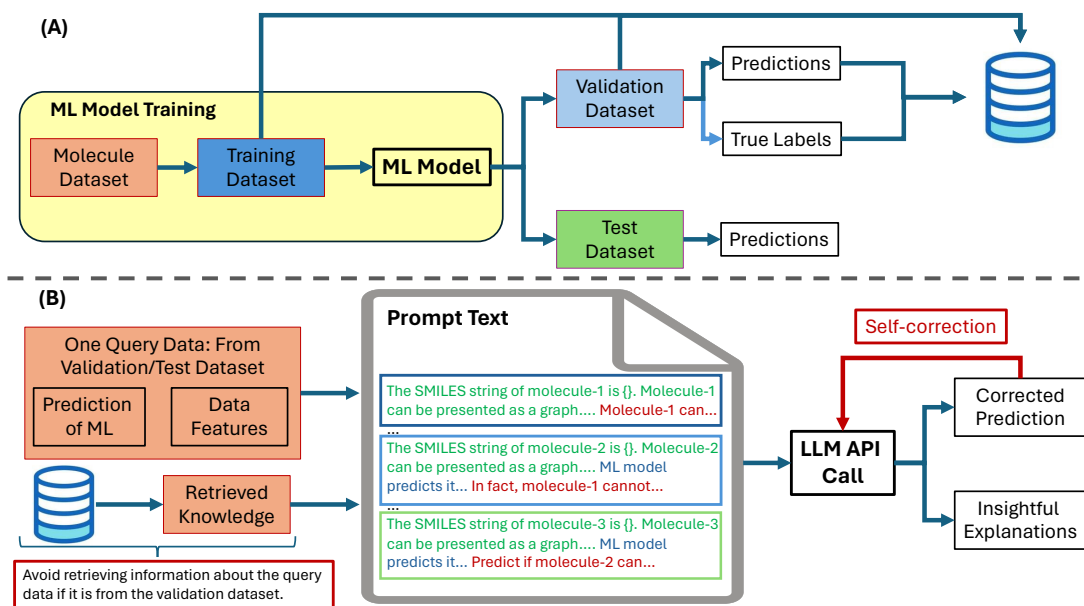 (A)
ML Model Training
Molecule
Dataset
Training
Dataset
ML Model
Validation
Dataset
Predictions
True Labels
Test
Dataset
Predictions
(B)
One Query Data: From
Validation/Test Dataset
Prediction
of ML
Data
Features
Retrieved
Knowledge
Avoid retrieving information about the query
data if it is from the validation dataset.
Prompt Text
The SMILES string of molecule-1 is {}. Molecule-1
can be presented as a graph.... Molecule-1 can...
...
The SMILES string of molecule-2 is {}. Molecule-2
can be presented as a graph.... ML model
predicts it... In fact, molecule-1 cannot...
...
The SMILES string of molecule-3 is {}. Molecule-3
can be presented as a graph.... ML model
predicts it... Predict if molecule-2 can...
Self-correction
LLM API
Call
Corrected
Prediction
Insightful
Explanations